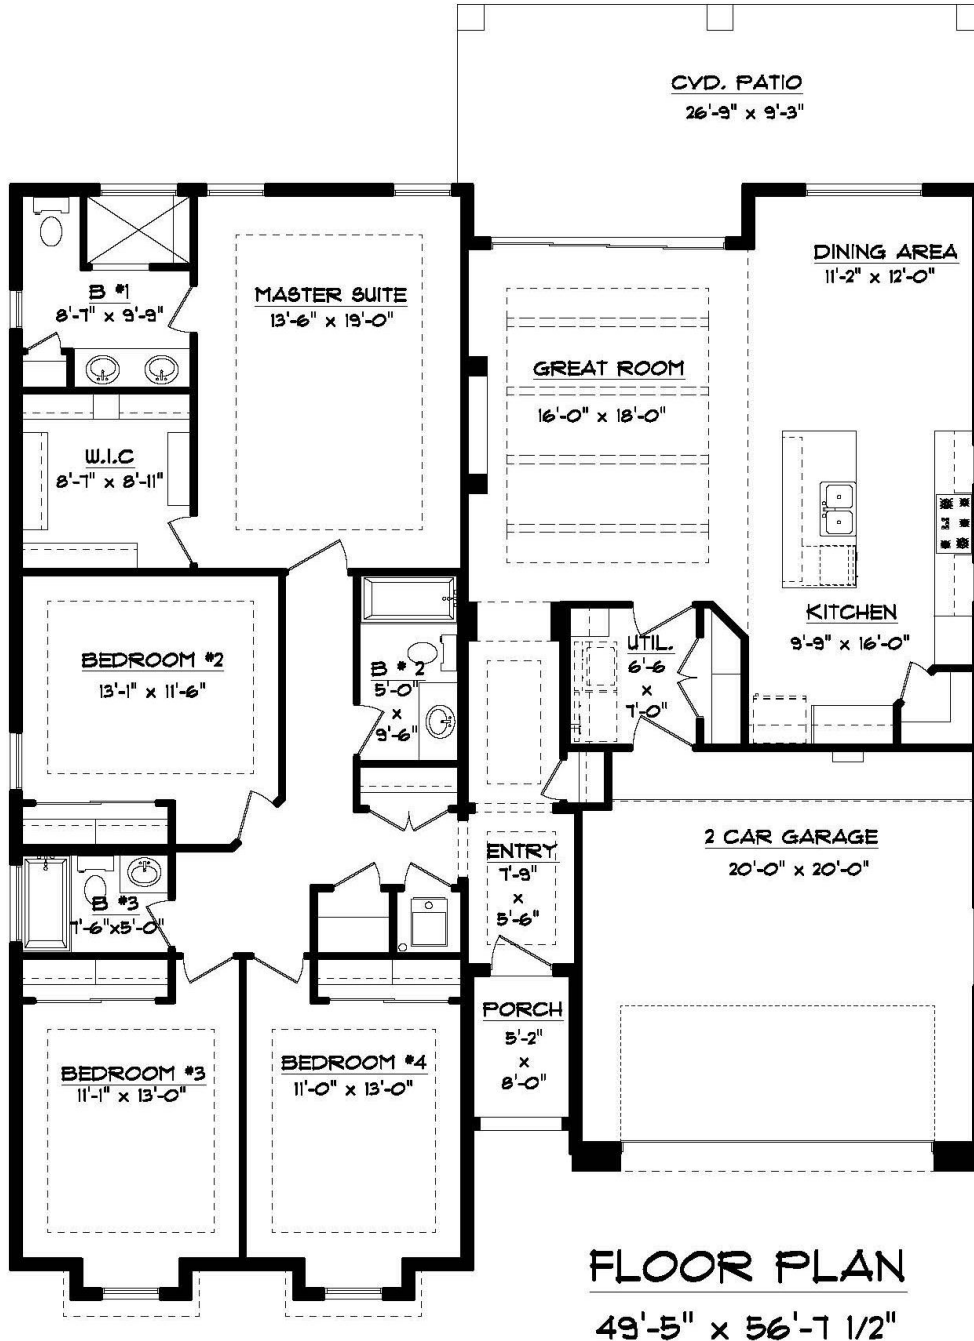 CVD. PATIO
26'-9" x 9'-3"
DINING AREA
11'-2" x 12'-0"
B #1
8'-7" x 9'-9"
MASTER SUITE
13'-6" x 19'-0"
GREAT ROOM
16'-0" x 18'-0"
W.I.C
8'-7" x 8'-11"
KITCHEN
9'-9" x 16'-0"
UTIL.
6'-6
x
7'-0"
BEDROOM #2
13'-1" x 11'-6"
B #2
5'-0"
x
9'-6"
2 CAR GARAGE
20'-0" x 20'-0"
ENTRY
7'-9"
x
5'-6"
B #3
7'-6"x5'-0"
PORCH
5'-2"
x
8'-0"
BEDROOM #3
11'-1" x 13'-0"
BEDROOM #4
11'-0" x 13'-0"
FLOOR PLAN
49'-5" x 56'-7 1/2"